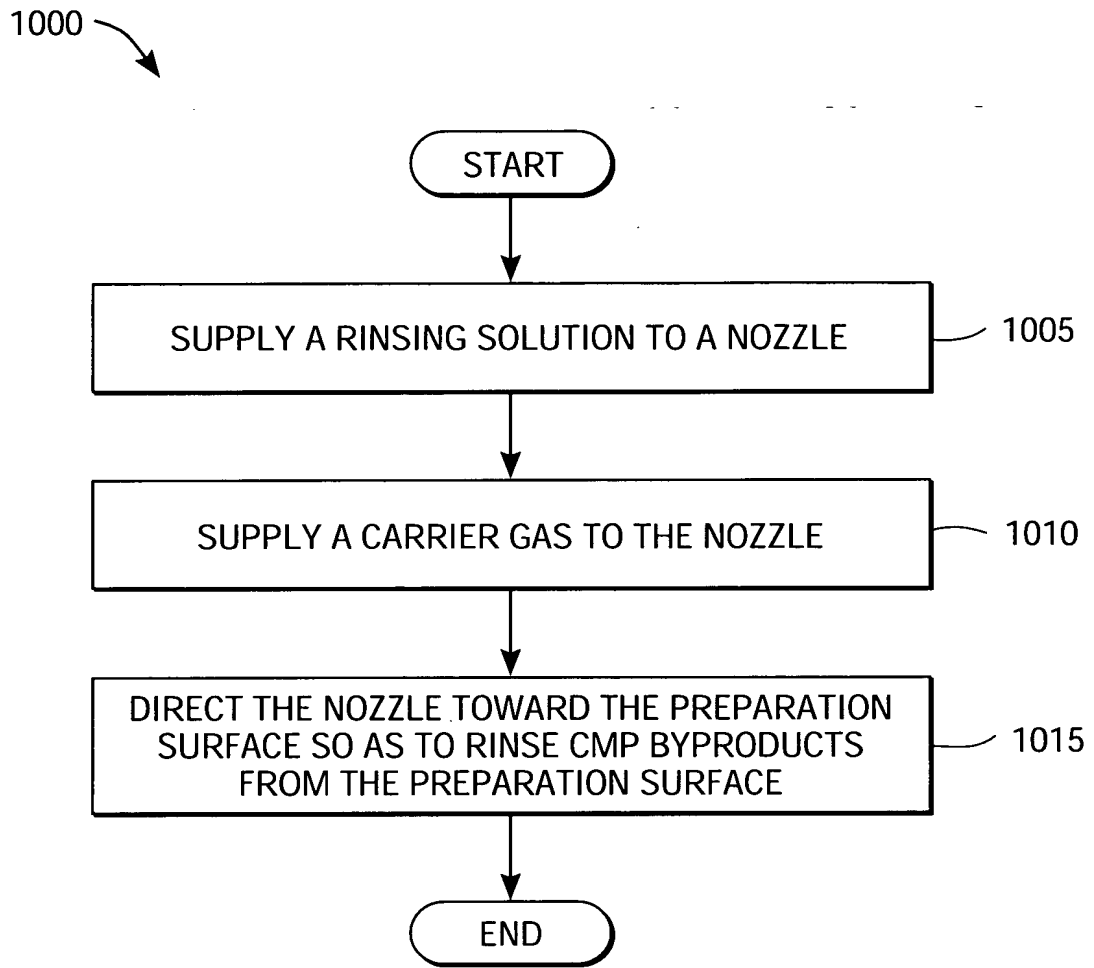 1000
START
SUPPLY A RINSING SOLUTION TO A NOZZLE
1005
SUPPLY A CARRIER GAS TO THE NOZZLE
1010
DIRECT THE NOZZLE TOWARD THE PREPARATION
SURFACE SO AS TO RINSE CMP BYPRODUCTS
FROM THE PREPARATION SURFACE
1015
END